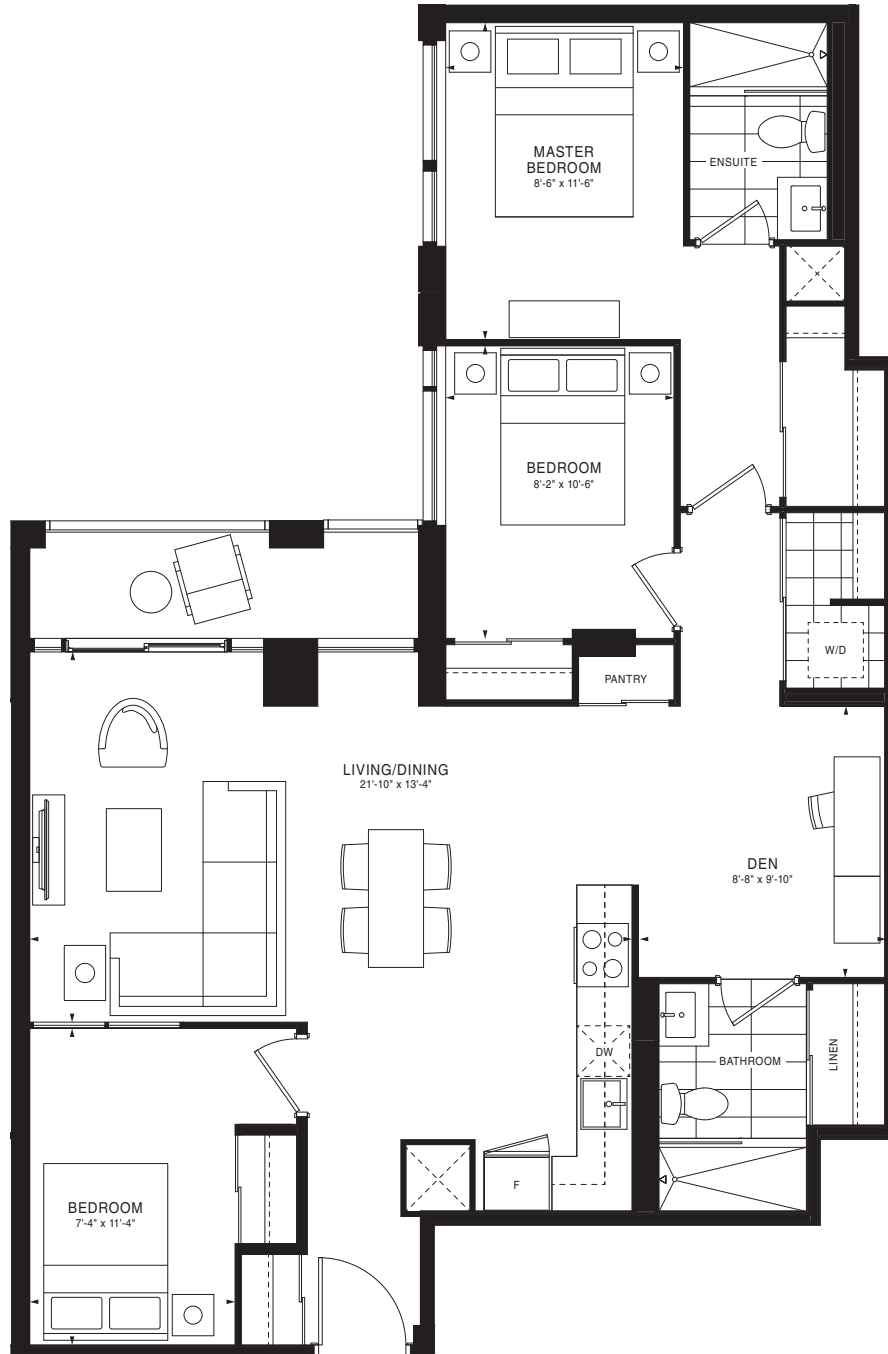 MASTER
BEDROOM
8'-6" x 11'-6"
ENSUITE
BEDROOM
8'-2" x 10'-6"
W/D
PANTRY
LIVING/DINING
21'-10" x 13'-4"
DEN
8'-8" x 9'-10"
DW
BATHROOM
LINEN
F
BEDROOM
7'-4" x 11'-4"